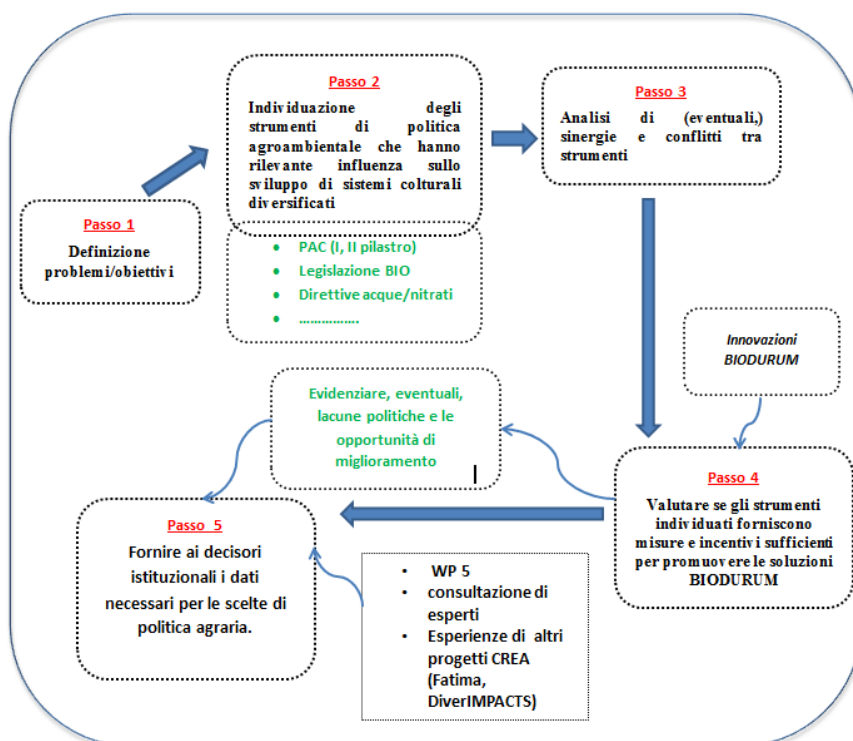 Passo 1
Definizione
problemi/obiettivi
Passo 2
Individuazione degli
strumenti di politica
agroambientale che hanno
rilevante influenza sullo
sviluppo di sistemi colturali
diversificati
• PAC (I, II pilastro)
• Legislazione BIO
• Direttive acque/nitrati
• …………….
Passo 3
Analisi di (eventuali,)
sinergie e conflitti tra
strumenti
Innovazioni
BIODURUM
Passo 4
Valutare se gli strumenti
individuati forniscono
misure e incentivi sufficienti
per promuovere le soluzioni
BIODURUM
Evidenziare, eventuali,
lacune politiche e le
opportunità di
miglioramento
Passo 5
Fornire ai decisori
istituzionali i dati
necessari per le scelte di
politica agraria.
• WP 5
• consultazione di
esperti
• Esperienze di altri
progetti CREA
(Fatima,
DiverIMPACTS)